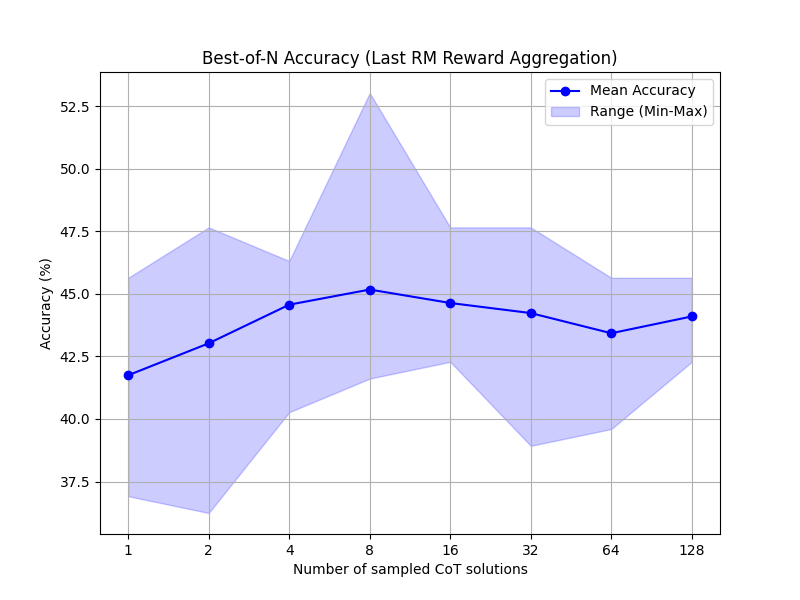 Best-of-N Accuracy (Last RM Reward Aggregation)
Mean Accuracy
Range (Min-Max)
Accuracy (%)
52.5
50.0
47.5
45.0
42.5
40.0
37.5
1 2 4 8 16 32 64 128
Number of sampled CoT solutions